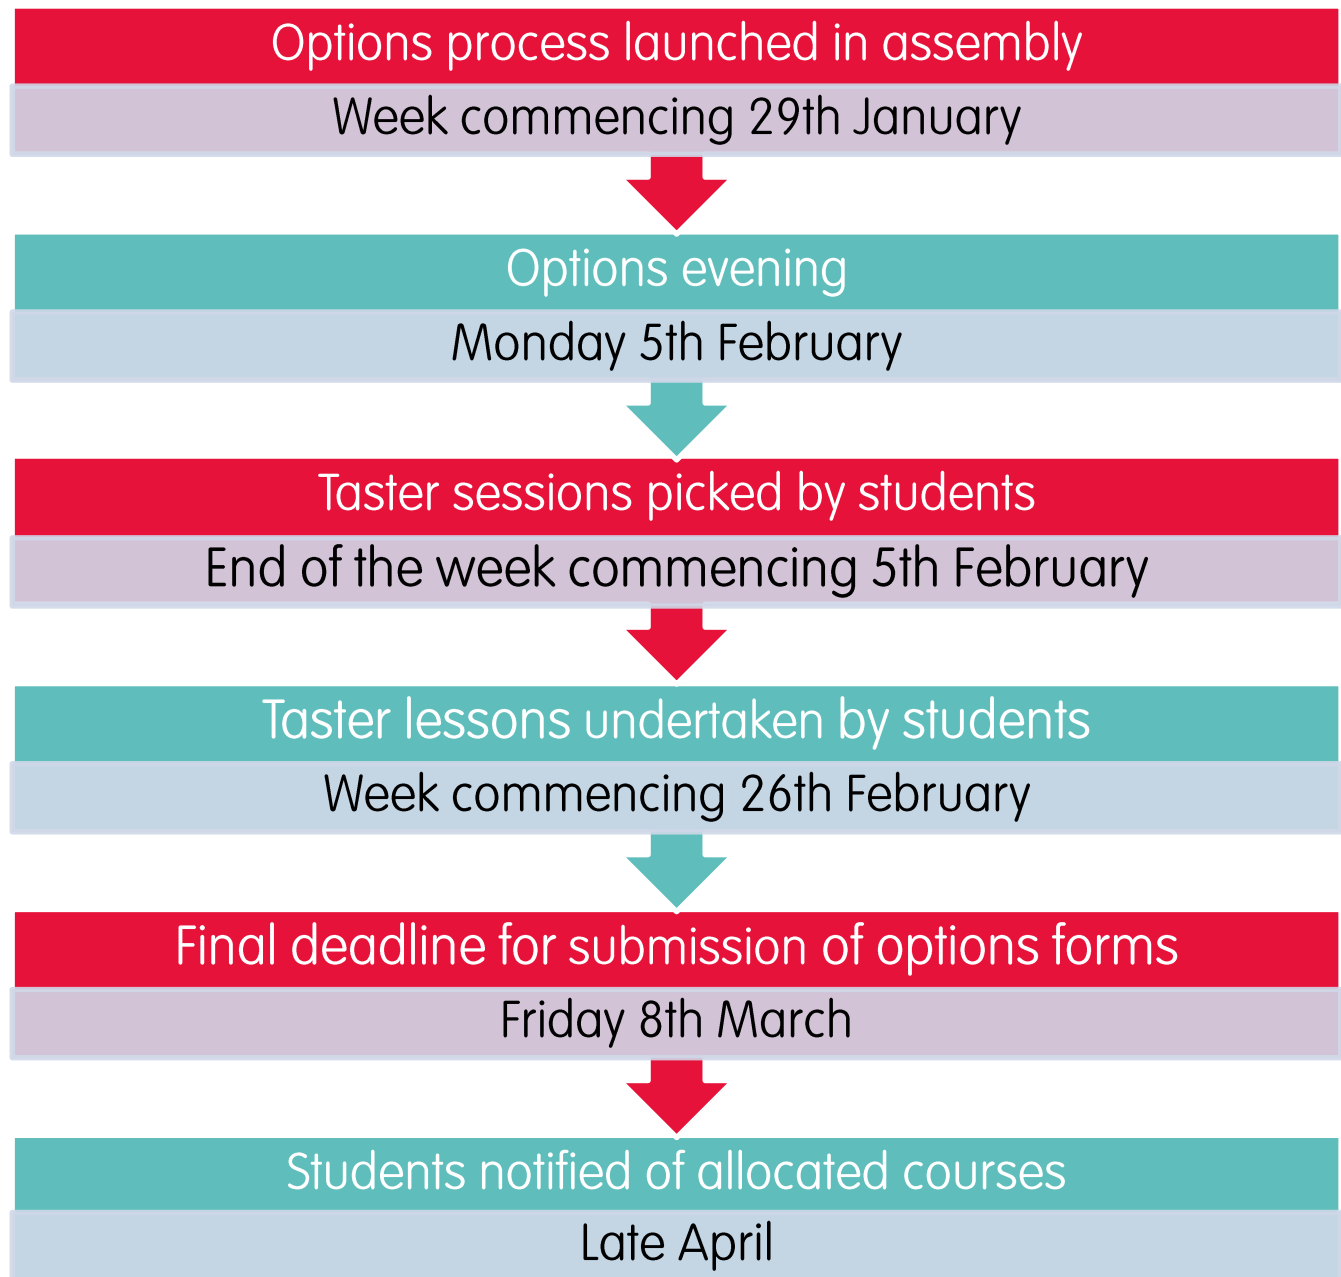 Options process launched in assembly
Week commencing 29th January
Options evening
Monday 5th February
Taster sessions picked by students
End of the week commencing 5th February
Taster lessons undertaken by students
Week commencing 26th February
Final deadline for submission of options forms
Friday 8th March
Students notified of allocated courses
Late April